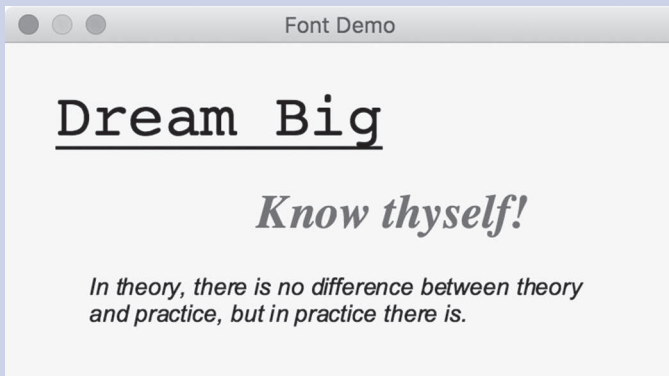 Font Demo
Dream Big
Know thyself!
In theory, there is no difference between theory
and practice, but in practice there is.